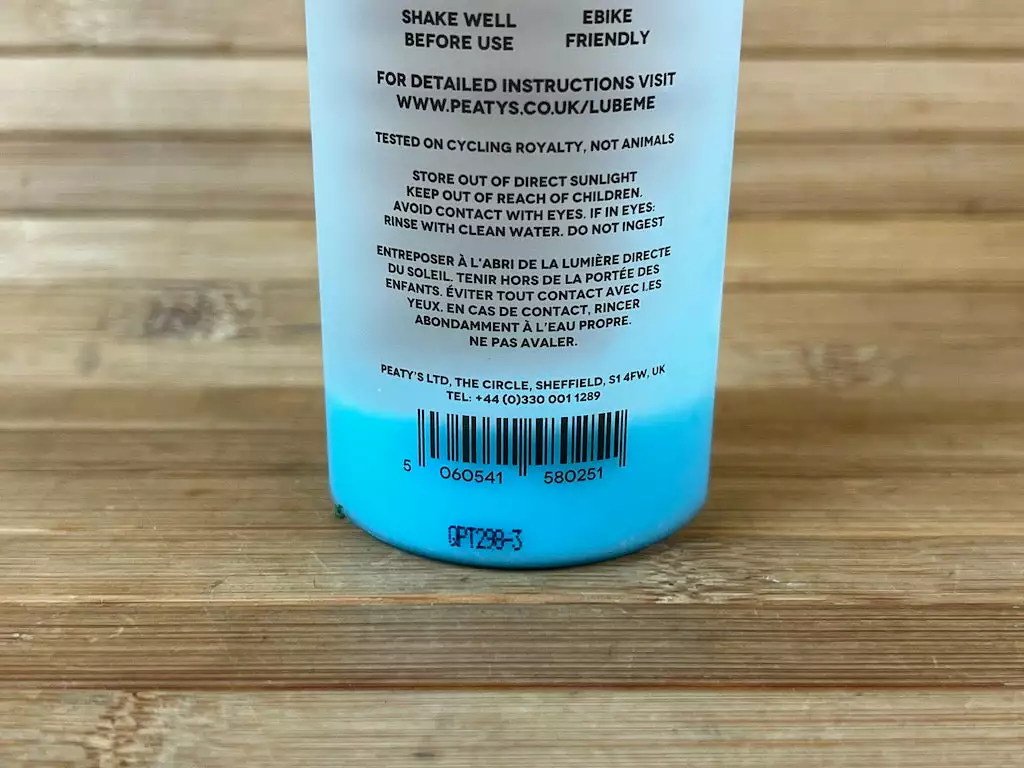 SHAKE WELL
BEFORE USE
EBIKE
FRIENDLY
FOR DETAILED INSTRUCTIONS VISIT
WWW.PEATYS.CO.UK/LUBEME
TESTED ON CYCLING ROYALTY, NOT ANIMALS
STORE OUT OF DIRECT SUNLIGHT
KEEP OUT OF REACH OF CHILDREN.
AVOID CONTACT WITH EYES. IF IN EYES:
RINSE WITH CLEAN WATER. DO NOT INGEST
ENTREPOSER À L'ABRI DE LA LUMIÈRE DIRECTE
DU SOLEIL. TENIR HORS DE LA PORTÉE DES
ENFANTS. ÉVITER TOUT CONTACT AVEC LES
YEUX. EN CAS DE CONTACT, RINCER
ABONDAMMENT À L'EAU PROPRE.
NE PAS AVALER.
PEATY'S LTD, THE CIRCLE, SHEFFIELD, S1 4FW, UK
TEL: +44 (0)330 001 1289
5 060541 580251
QPT298-3